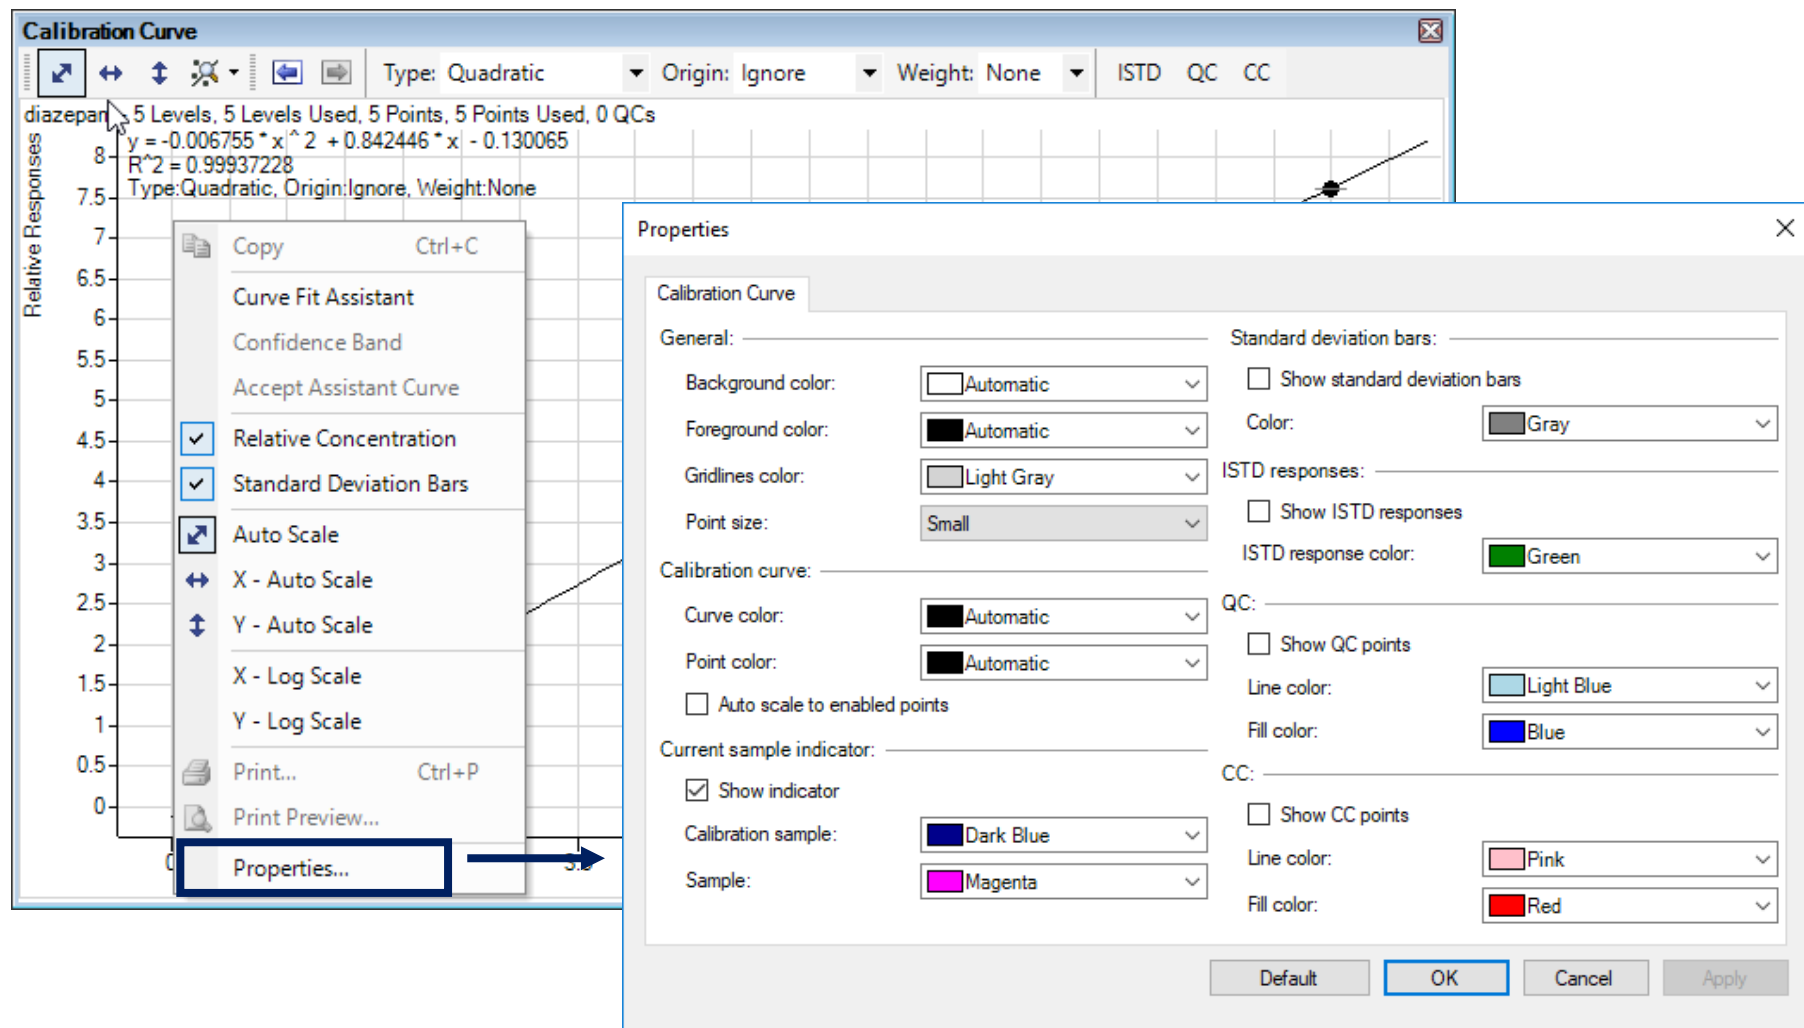 Calibration Curve
Type: Quadratic Origin: Ignore Weight: None ISTD QC CC
diazepam 5 Levels, 5 Levels Used, 5 Points, 5 Points Used, 0 QCs
y = -0.006755 * x ^ 2 + 0.842446 * x - 0.130065
R^2 = 0.99937228
Type:Quadratic, Origin:Ignore, Weight:None
Relative Responses
8
7.5
7
6.5
6
5.5
5
4.5
4
3.5
3
2.5
2
1.5
1
0.5
0
Copy Ctrl+C
Curve Fit Assistant
Confidence Band
Accept Assistant Curve
Relative Concentration
Standard Deviation Bars
Auto Scale
X - Auto Scale
Y - Auto Scale
X - Log Scale
Y - Log Scale
Print... Ctrl+P
Print Preview...
Properties...
Properties
Calibration Curve
General:
Background color: Automatic
Foreground color: Automatic
Gridlines color: Light Gray
Point size: Small
Calibration curve:
Curve color: Automatic
Point color: Automatic
Auto scale to enabled points
Current sample indicator:
Show indicator
Calibration sample: Dark Blue
Sample: Magenta
Standard deviation bars:
Show standard deviation bars
Color: Gray
ISTD responses:
Show ISTD responses
ISTD response color: Green
QC:
Show QC points
Line color: Light Blue
Fill color: Blue
CC:
Show CC points
Line color: Pink
Fill color: Red
Default OK Cancel Apply